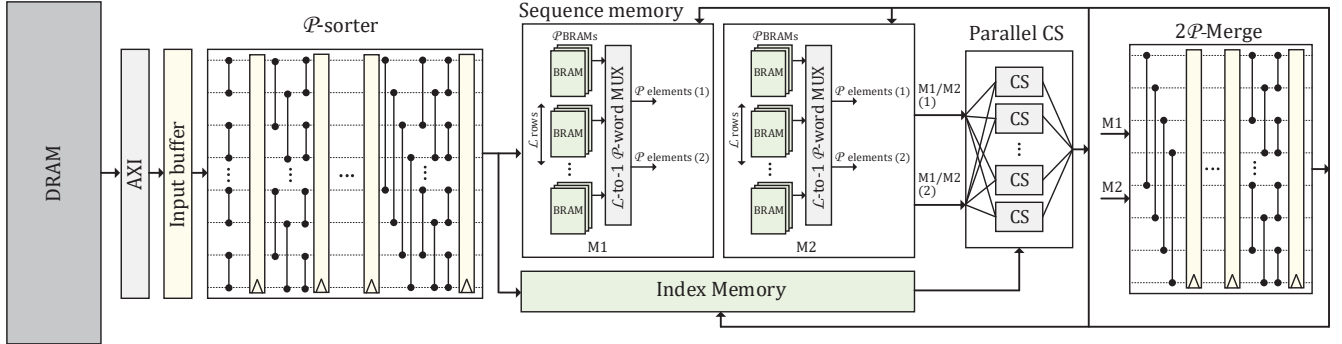 DRAM
AXI
Input buffer
𝒫-sorter
...
Sequence memory
𝒫BRAMs
BRAM
BRAM
BRAM
ℒ rows
...
ℒ-to-1 𝒫-word MUX
𝒫 elements (1)
𝒫 elements (2)
M1
𝒫BRAMs
BRAM
BRAM
BRAM
ℒ rows
...
ℒ-to-1 𝒫-word MUX
𝒫 elements (1)
𝒫 elements (2)
M2
Index Memory
M1/M2
(1)
M1/M2
(2)
Parallel CS
CS
CS
...
CS
CS
2𝒫-Merge
M1
M2
...